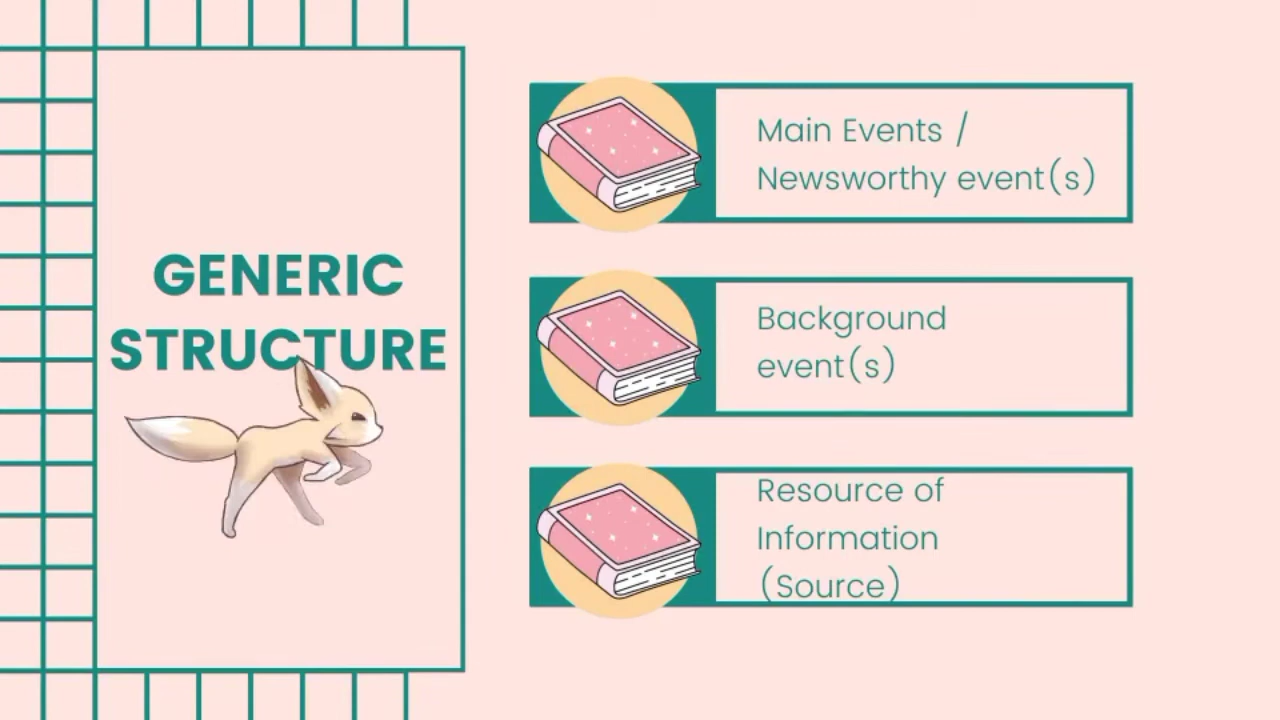 GENERIC
STRUCTURE
Main Events /
Newsworthy event(s)
Background
event(s)
Resource of
Information
(Source)